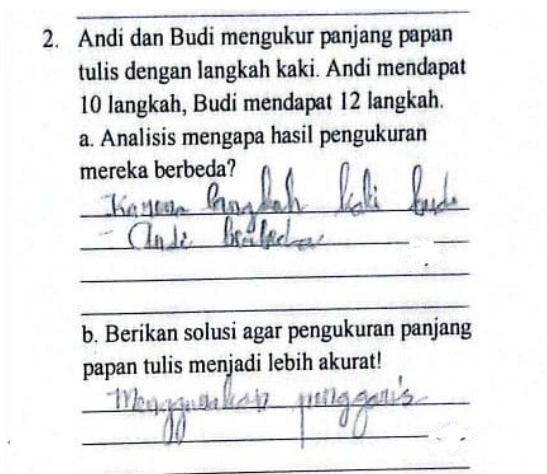 2. Andi dan Budi mengukur panjang papan
tulis dengan langkah kaki. Andi mendapat
10 langkah, Budi mendapat 12 langkah.
a. Analisis mengapa hasil pengukuran
mereka berbeda?
Karena langkah kaki budi
- Andi berbeda
b. Berikan solusi agar pengukuran panjang
papan tulis menjadi lebih akurat!
Menggunakan penggaris